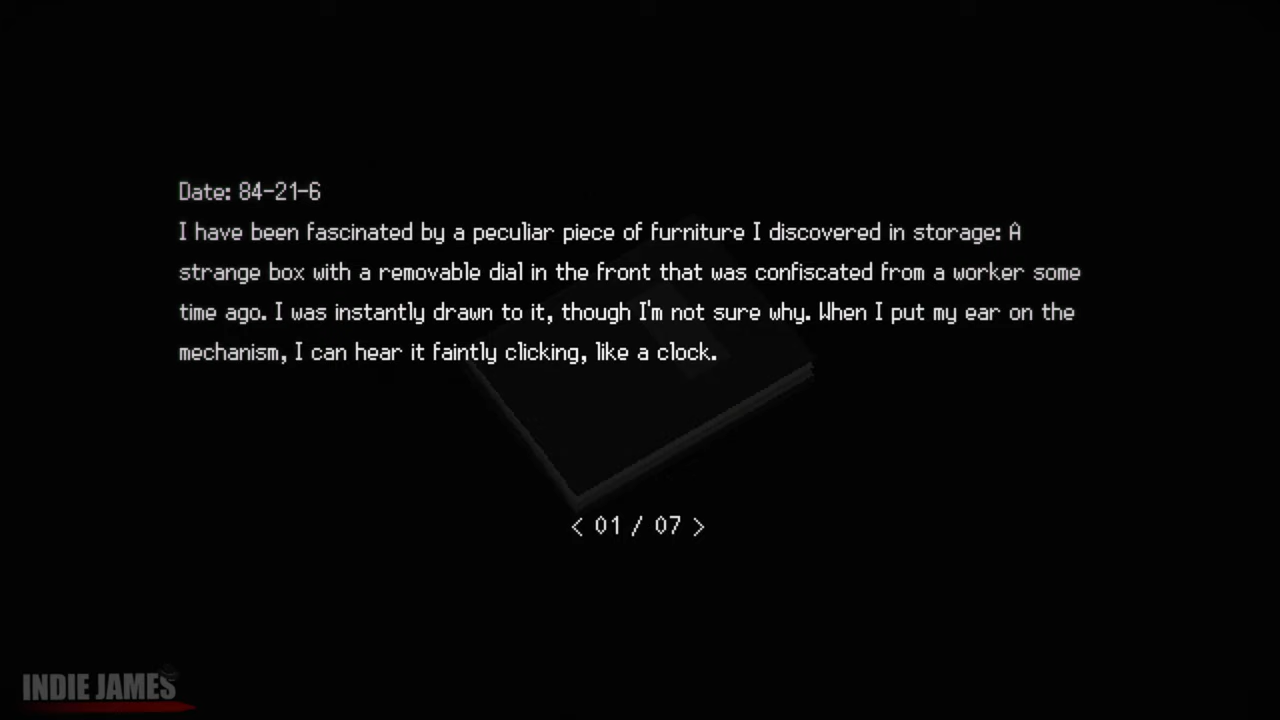 Date: 84-21-6
I have been fascinated by a peculiar piece of furniture I discovered in storage: A
strange box with a removable dial in the front that was confiscated from a worker some
time ago. I was instantly drawn to it, though I'm not sure why. When I put my ear on the
mechanism, I can hear it faintly clicking, like a clock.
< 01 / 07 >
INDIE JAMES